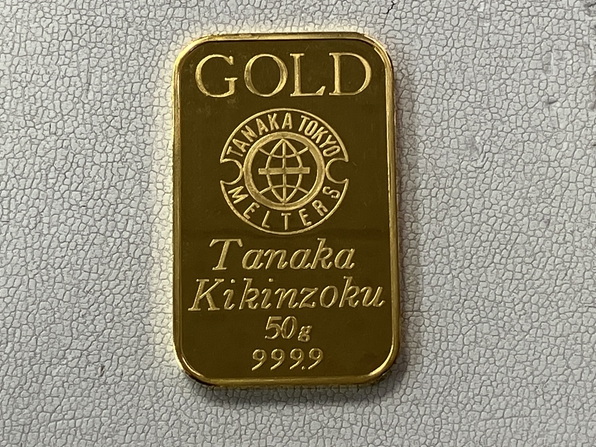 GOLD
TANAKA TOKYO
MELTERS
Tanaka
Kikinzoku
50g
999.9